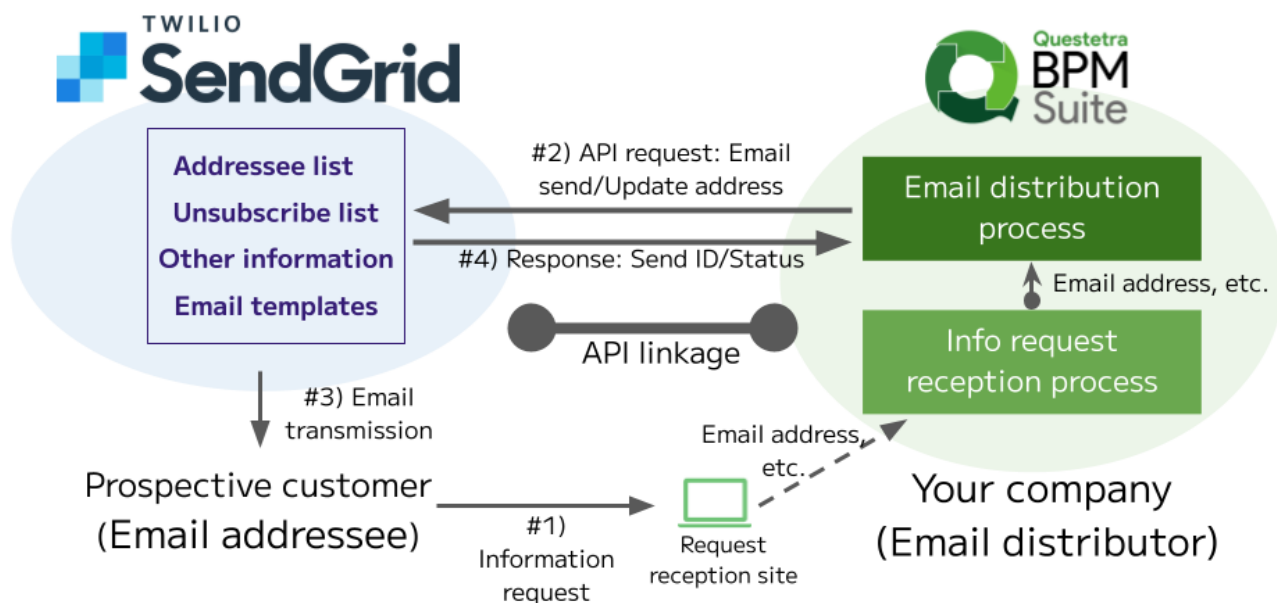 TWILIO
SendGrid
Questetra
BPM
Suite
Addressee list
Unsubscribe list
Other information
Email templates
#2) API request: Email
send/Update address
#4) Response: Send ID/Status
API linkage
Email distribution
process
Email address, etc.
Info request
reception process
#3) Email
transmission
Prospective customer
(Email addressee)
#1)
Information
request
Email address,
etc.
Request
reception site
Your company
(Email distributor)